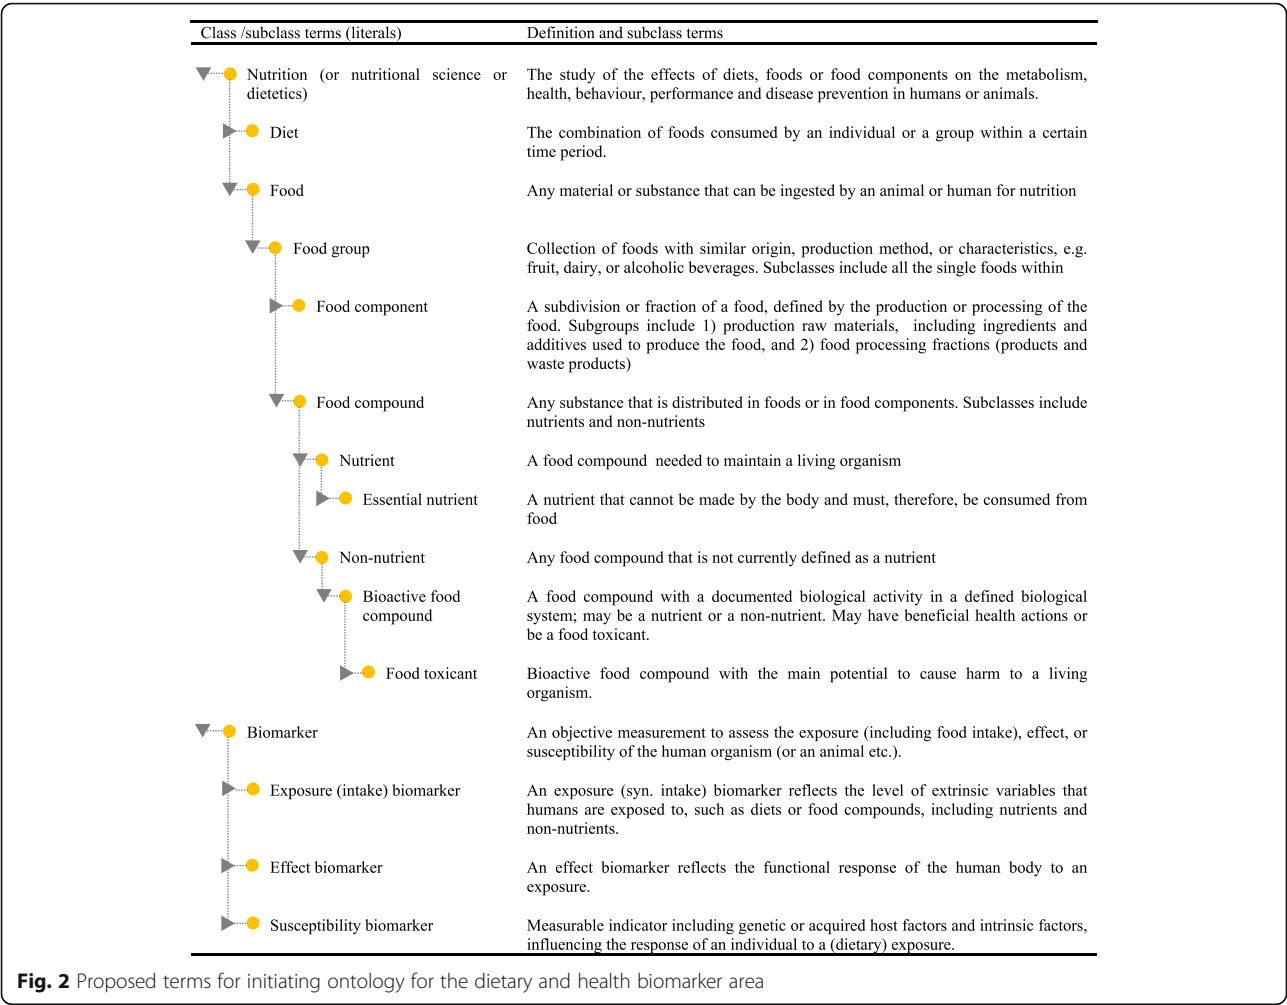 Class /subclass terms (literals) Definition and subclass terms
Nutrition (or nutritional science or dietetics)
The study of the effects of diets, foods or food components on the metabolism,
health, behaviour, performance and disease prevention in humans or animals.
Diet
The combination of foods consumed by an individual or a group within a certain
time period.
Food
Any material or substance that can be ingested by an animal or human for nutrition
Food group
Collection of foods with similar origin, production method, or characteristics, e.g.
fruit, dairy, or alcoholic beverages. Subclasses include all the single foods within
Food component
A subdivision or fraction of a food, defined by the production or processing of the
food. Subgroups include 1) production raw materials, including ingredients and
additives used to produce the food, and 2) food processing fractions (products and
waste products)
Food compound
Any substance that is distributed in foods or in food components. Subclasses include
nutrients and non-nutrients
Nutrient
A food compound needed to maintain a living organism
Essential nutrient
A nutrient that cannot be made by the body and must, therefore, be consumed from
food
Non-nutrient
Any food compound that is not currently defined as a nutrient
Bioactive food
compound
A food compound with a documented biological activity in a defined biological
system; may be a nutrient or a non-nutrient. May have beneficial health actions or
be a food toxicant.
Food toxicant
Bioactive food compound with the main potential to cause harm to a living
organism.
Biomarker
An objective measurement to assess the exposure (including food intake), effect, or
susceptibility of the human organism (or an animal etc.).
Exposure (intake) biomarker
An exposure (syn. intake) biomarker reflects the level of extrinsic variables that
humans are exposed to, such as diets or food compounds, including nutrients and
non-nutrients.
Effect biomarker
An effect biomarker reflects the functional response of the human body to an
exposure.
Susceptibility biomarker
Measurable indicator including genetic or acquired host factors and intrinsic factors,
influencing the response of an individual to a (dietary) exposure.
Fig. 2 Proposed terms for initiating ontology for the dietary and health biomarker area